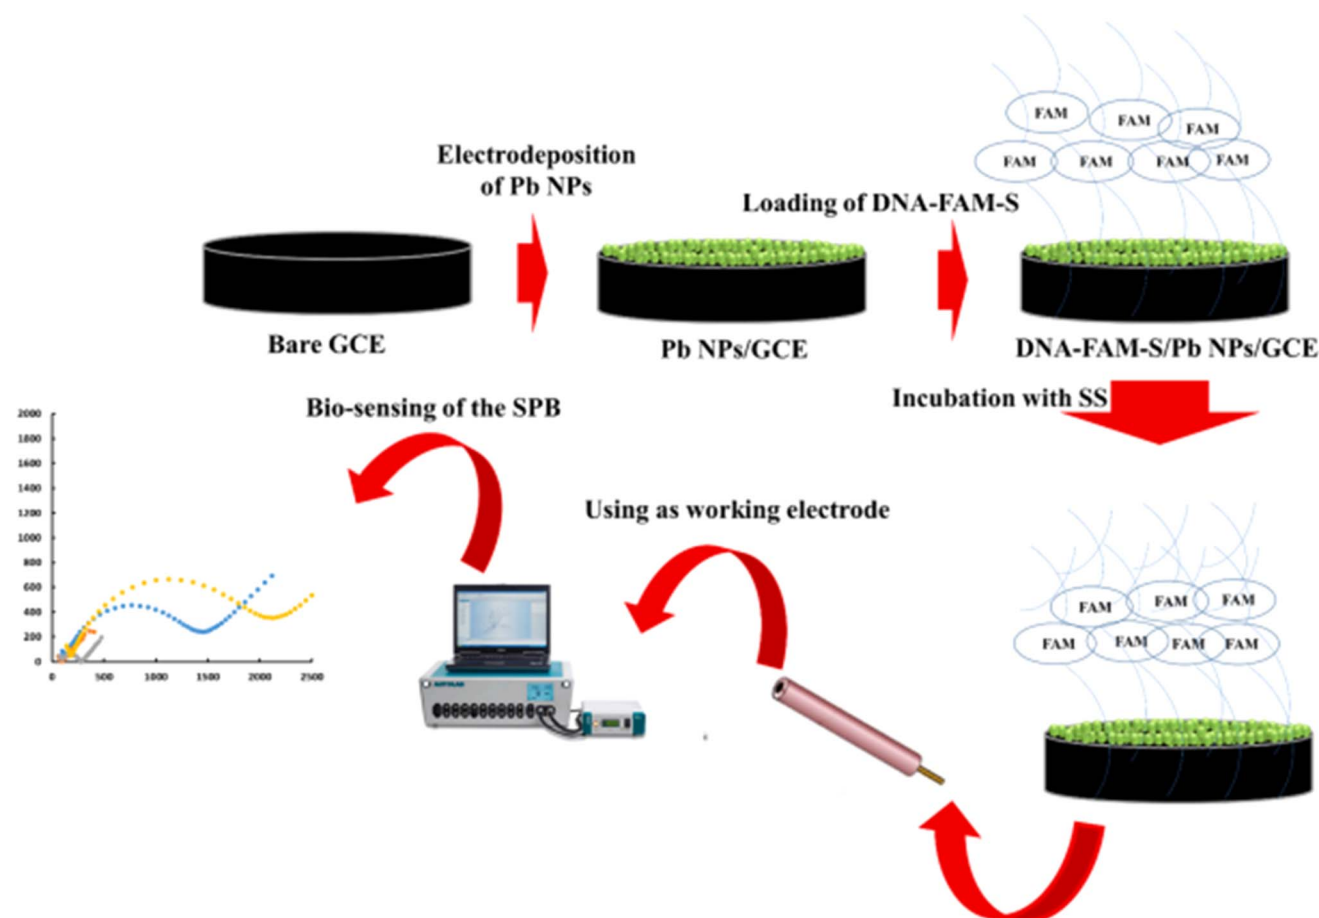 FAM
FAM
FAM
FAM
FAM
FAM
FAM
Electrodeposition
of Pb NPs
Loading of DNA-FAM-S
Bare GCE
Pb NPs/GCE
DNA-FAM-S/Pb NPs/GCE
Incubation with SS
Bio-sensing of the SPB
2000
1800
1600
1400
1200
1000
800
600
400
200
0
0
500
1000
1500
2000
2500
Using as working electrode
FAM
FAM
FAM
FAM
FAM
FAM
FAM